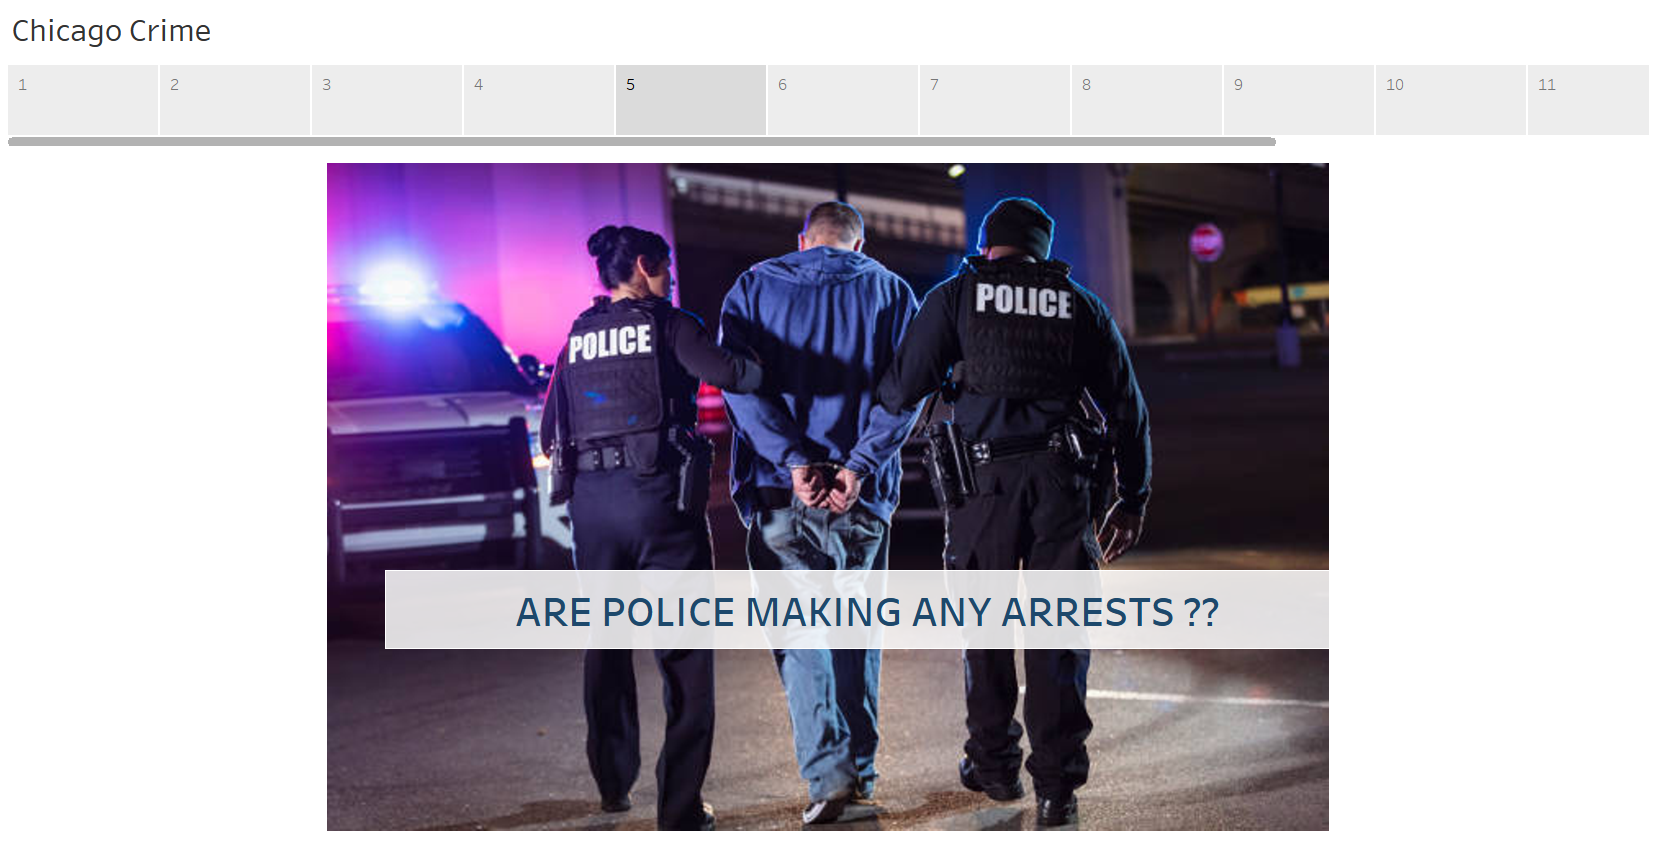 Chicago Crime
1 2 3 4 5 6 7 8 9 10 11
POLICE
POLICE
ARE POLICE MAKING ANY ARRESTS ??